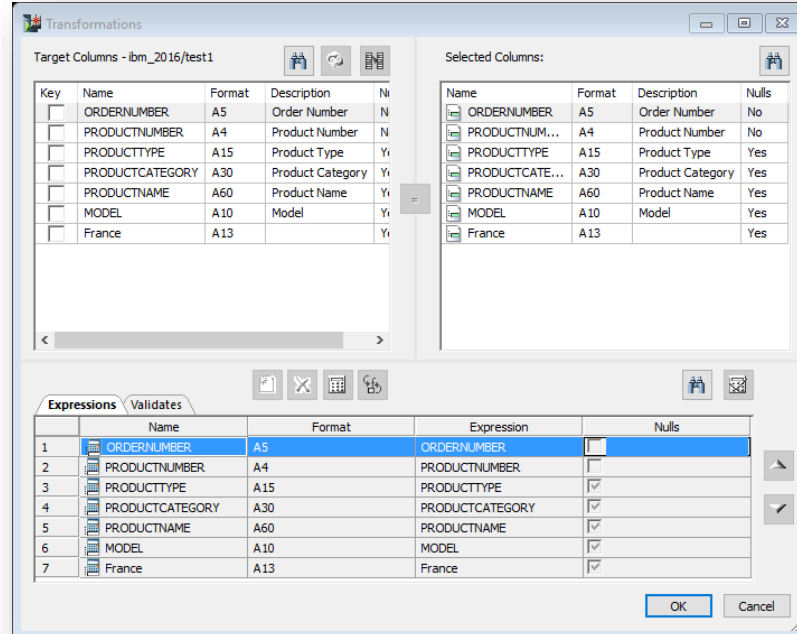 Transformations
Target Columns - ibm_2016/test1
Key Name Format Description
ORDERNUMBER A5 Order Number
PRODUCTNUMBER A4 Product Number
PRODUCTTYPE A15 Product Type
PRODUCTCATEGORY A30 Product Category
PRODUCTNAME A60 Product Name
MODEL A10 Model
France A13
=
Selected Columns:
Name Format Description Nulls
ORDERNUMBER A5 Order Number No
PRODUCTNUM... A4 Product Number No
PRODUCTTYPE A15 Product Type Yes
PRODUCTCATE... A30 Product Category Yes
PRODUCTNAME A60 Product Name Yes
MODEL A10 Model Yes
France A13 Yes
Expressions Validates
Name Format Expression Nulls
1 ORDERNUMBER A5 ORDERNUMBER
2 PRODUCTNUMBER A4 PRODUCTNUMBER
3 PRODUCTTYPE A15 PRODUCTTYPE
4 PRODUCTCATEGORY A30 PRODUCTCATEGORY
5 PRODUCTNAME A60 PRODUCTNAME
6 MODEL A10 MODEL
7 France A13 France
OK Cancel